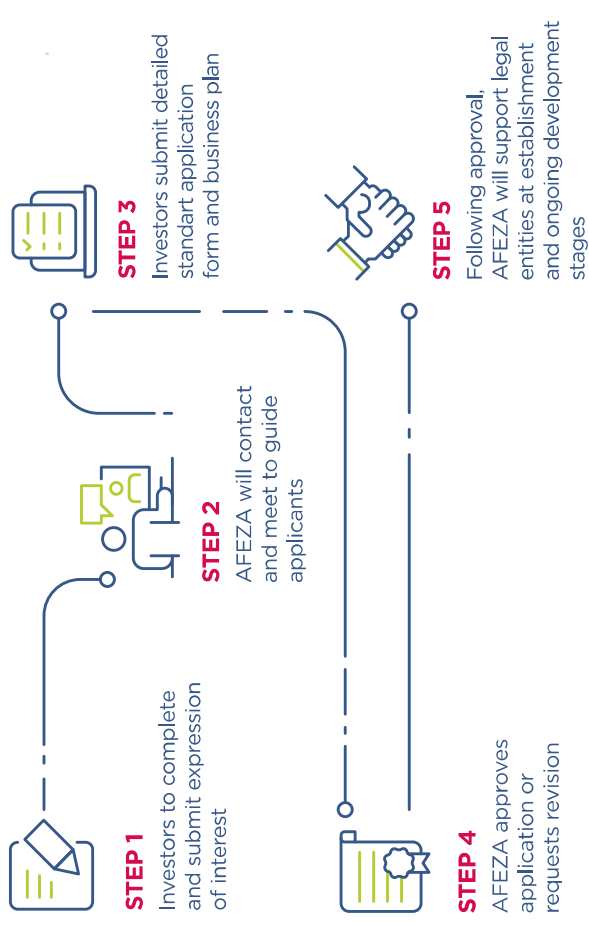 STEP 1
Investors to complete
and submit expression
of interest
STEP 2
AFEZA will contact
and meet to guide
applicants
STEP 3
Investors submit detailed
standart application
form and business plan
STEP 4
AFEZA approves
application or
requests revision
STEP 5
Following approval,
AFEZA will support legal
entities at establishment
and ongoing development
stages